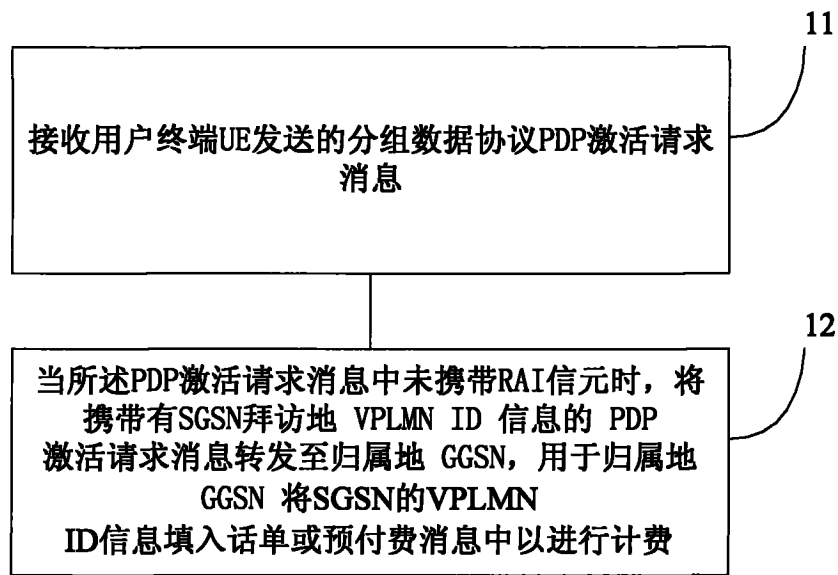 11
接收用户终端UE发送的分组数据协议PDP激活请求
消息
12
当所述PDP激活请求消息中未携带RAI信元时，将
携带有SGSN拜访地 VPLMN ID 信息的 PDP
激活请求消息转发至归属地 GGSN，用于归属地
GGSN 将SGSN的VPLMN
ID信息填入话单或预付费消息中以进行计费